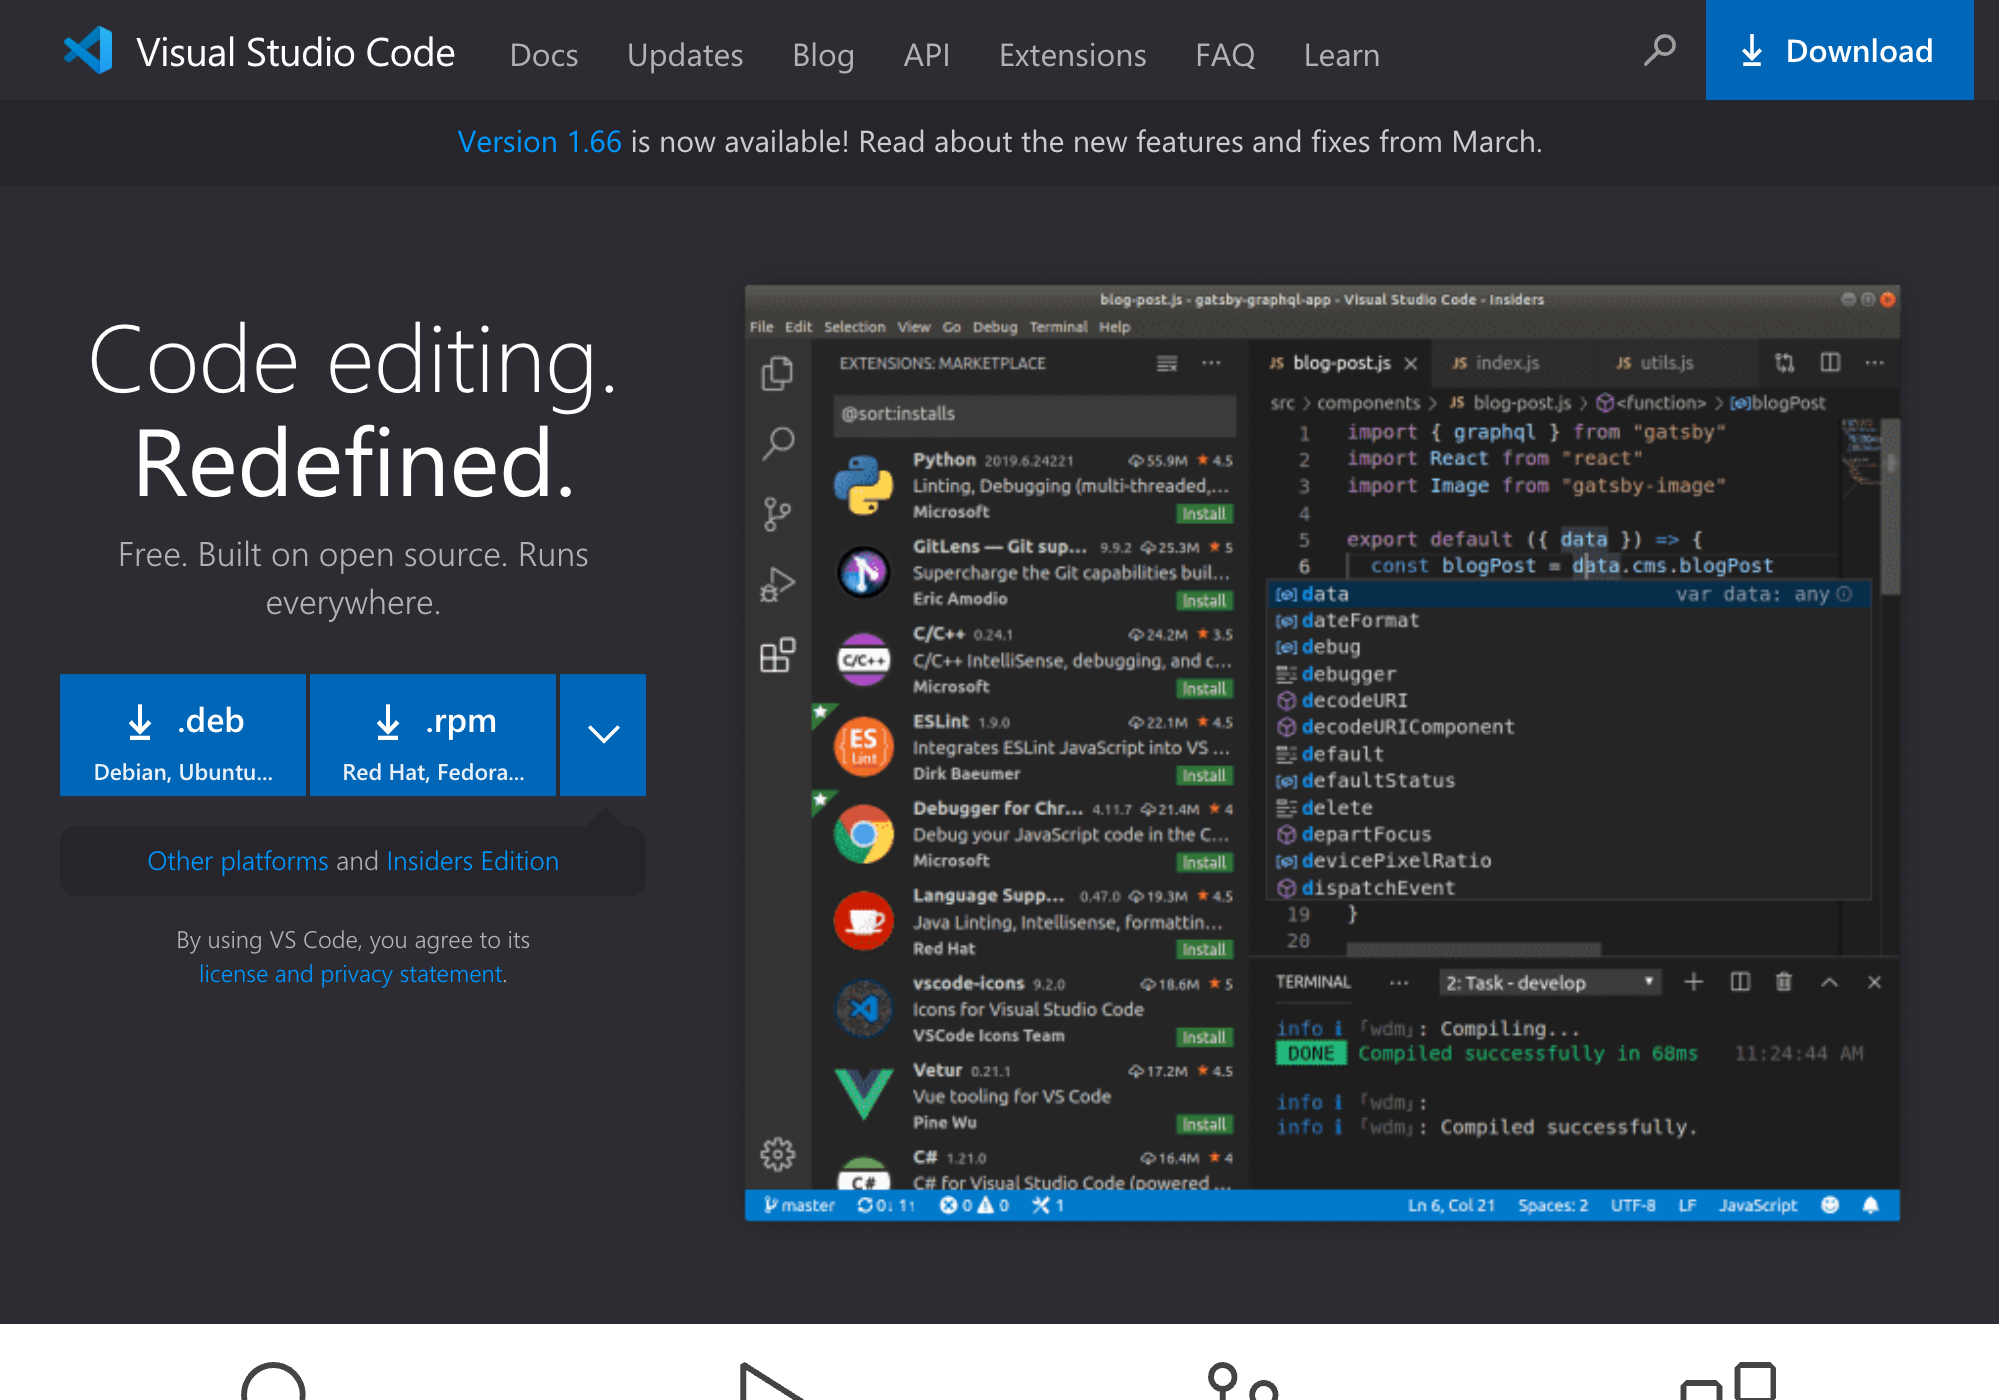 Visual Studio Code Docs Updates Blog API Extensions FAQ Learn Download
Version 1.66 is now available! Read about the new features and fixes from March.
Code editing.
Redefined.
Free. Built on open source. Runs
everywhere.
.deb
Debian, Ubuntu...
.rpm
Red Hat, Fedora...
Other platforms and Insiders Edition
By using VS Code, you agree to its
license and privacy statement.
blog-post.js - gatsby-graphql-app - Visual Studio Code - Insiders
File Edit Selection View Go Debug Terminal Help
EXTENSIONS: MARKETPLACE
@sort:installs
Python 2019.6.24221 55.9M ★ 4.5
Linting, Debugging (multi-threaded,...
Microsoft Install
GitLens — Git sup... 9.9.2 25.3M ★ 5
Supercharge the Git capabilities buil...
Eric Amodio Install
C/C++
C/C++ 0.24.1 24.2M ★ 3.5
C/C++ IntelliSense, debugging, and c...
Microsoft Install
ES
Lint
ESLint 1.9.0 22.1M ★ 4.5
Integrates ESLint JavaScript into VS ...
Dirk Baeumer Install
Debugger for Chr... 4.11.7 21.4M ★ 4
Debug your JavaScript code in the C...
Microsoft Install
Language Supp... 0.47.0 19.3M ★ 4.5
Java Linting, Intellisense, formattin...
Red Hat Install
vscode-icons 9.2.0 18.6M ★ 5
Icons for Visual Studio Code
VSCode Icons Team Install
Vetur 0.21.1 17.2M ★ 4.5
Vue tooling for VS Code
Pine Wu Install
C#
C# 1.21.0 16.4M ★ 4
C# for Visual Studio Code (powered ...
JS blog-post.js JS index.js JS utils.js
src > components > JS blog-post.js > <function> > blogPost
1 import { graphql } from "gatsby"
2 import React from "react"
3 import Image from "gatsby-image"
4
5 export default ({ data }) => {
6 const blogPost = data.cms.blogPost
data var data: any
dateFormat
debug
debugger
decodeURI
decodeURIComponent
default
defaultStatus
delete
departFocus
devicePixelRatio
dispatchEvent
19 }
20
TERMINAL ... 2: Task - develop
info i ｢wdm｣: Compiling...
DONE Compiled successfully in 68ms 11:24:44 AM
info i ｢wdm｣:
info i ｢wdm｣: Compiled successfully.
master 0↓ 1↑ 0 0 1 Ln 6, Col 21 Spaces: 2 UTF-8 LF JavaScript